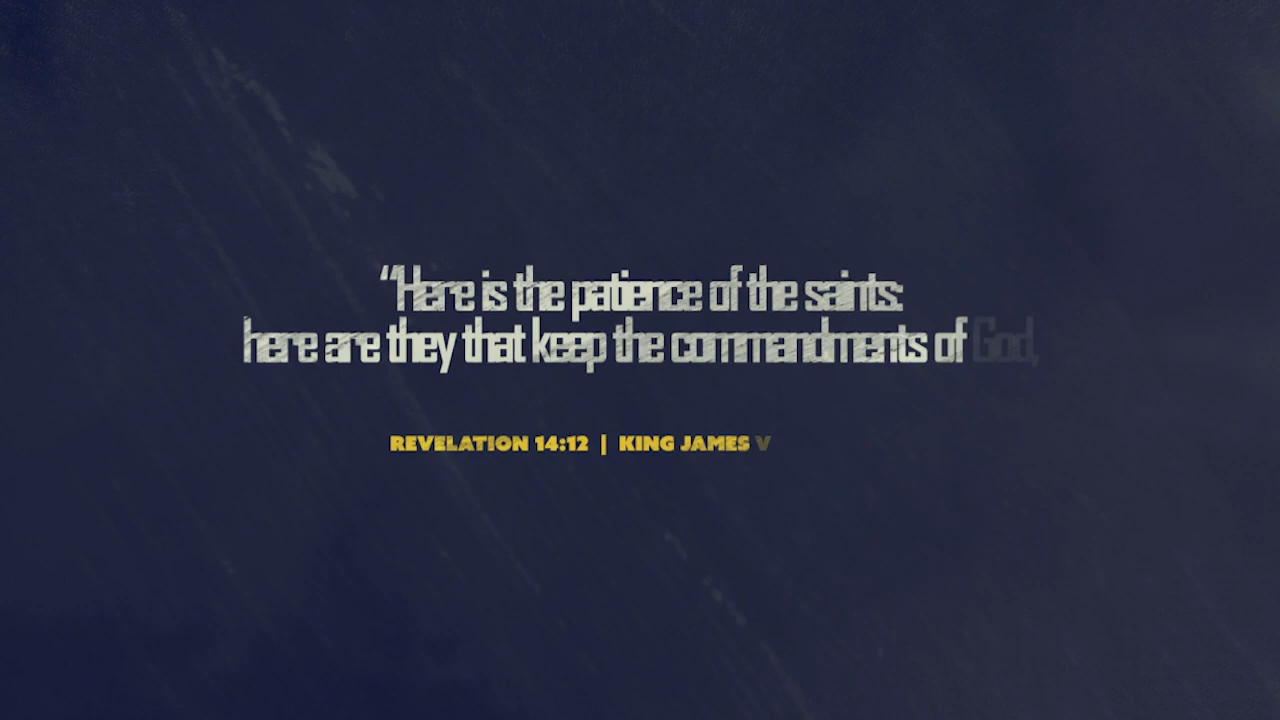 “Here is the patience of the saints:
here are they that keep the commandments of God,
REVELATION 14:12 | KING JAMES V